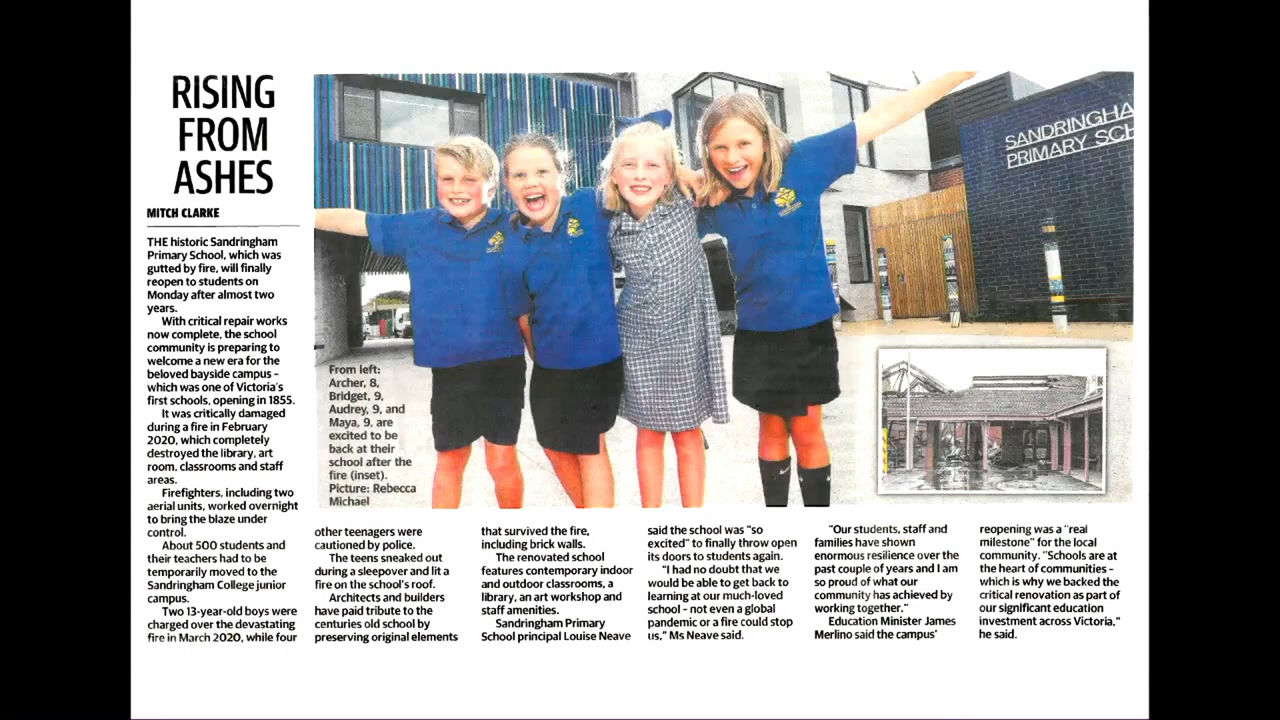 RISING
FROM
ASHES
MITCH CLARKE
THE historic Sandringham
Primary School, which was
gutted by fire, will finally
reopen to students on
Monday after almost two
years.
With critical repair works
now complete, the school
community is preparing to
welcome a new era for the
beloved bayside campus –
which was one of Victoria's
first schools, opening in 1855.
It was critically damaged
during a fire in February
2020, which completely
destroyed the library, art
room, classrooms and staff
areas.
Firefighters, including two
aerial units, worked overnight
to bring the blaze under
control.
About 500 students and
their teachers had to be
temporarily moved to the
Sandringham College junior
campus.
Two 13-year-old boys were
charged over the devastating
fire in March 2020, while four
SANDRINGHA
PRIMARY SCH
From left:
Archer, 8,
Bridget, 9,
Audrey, 9, and
Maya, 9, are
excited to be
back at their
school after the
fire (inset).
Picture: Rebecca
Michael
other teenagers were
cautioned by police.
The teens sneaked out
during a sleepover and lit a
fire on the school's roof.
Architects and builders
have paid tribute to the
centuries old school by
preserving original elements
that survived the fire,
including brick walls.
The renovated school
features contemporary indoor
and outdoor classrooms, a
library, an art workshop and
staff amenities.
Sandringham Primary
School principal Louise Neave
said the school was "so
excited" to finally throw open
its doors to students again.
"I had no doubt that we
would be able to get back to
learning at our much-loved
school – not even a global
pandemic or a fire could stop
us," Ms Neave said.
"Our students, staff and
families have shown
enormous resilience over the
past couple of years and I am
so proud of what our
community has achieved by
working together."
Education Minister James
Merlino said the campus'
reopening was a "real
milestone" for the local
community. "Schools are at
the heart of communities –
which is why we backed the
critical renovation as part of
our significant education
investment across Victoria,"
he said.